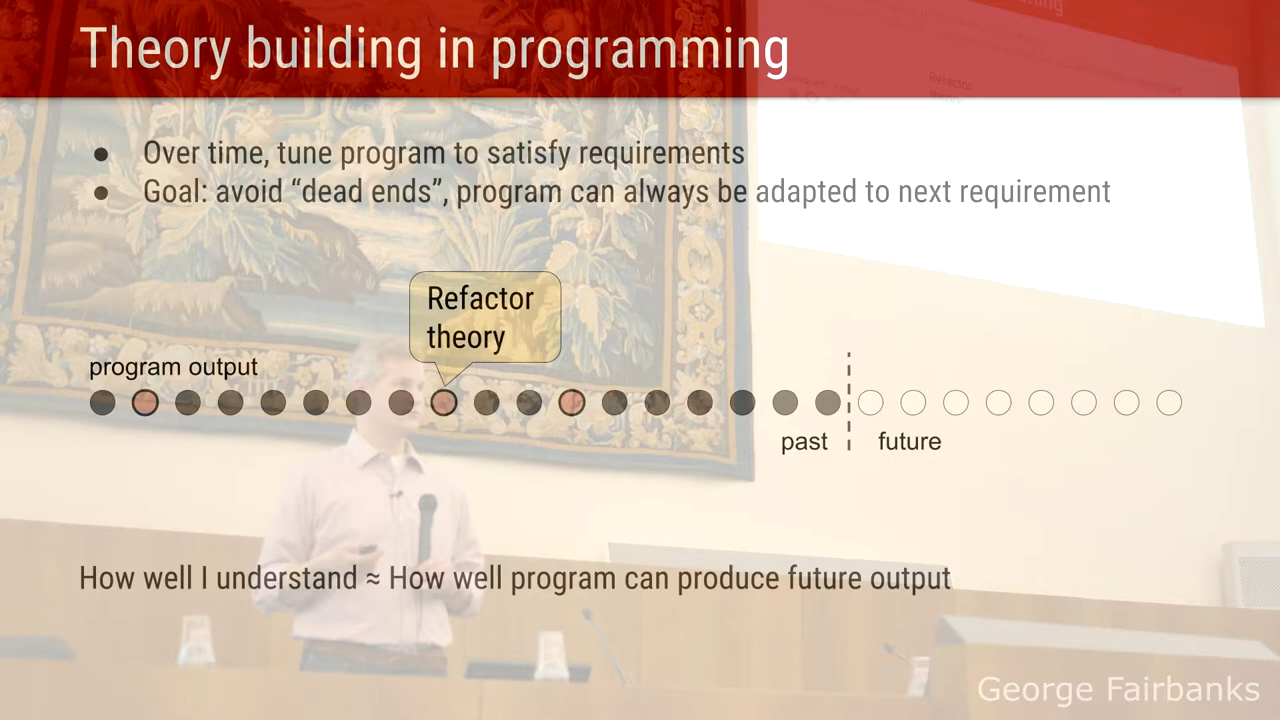 Theory building in programming
● Over time, tune program to satisfy requirements
● Goal: avoid “dead ends”, program can always be adapted to next requirement
Refactor
theory
program output
past
future
How well I understand ≈ How well program can produce future output
George Fairbanks